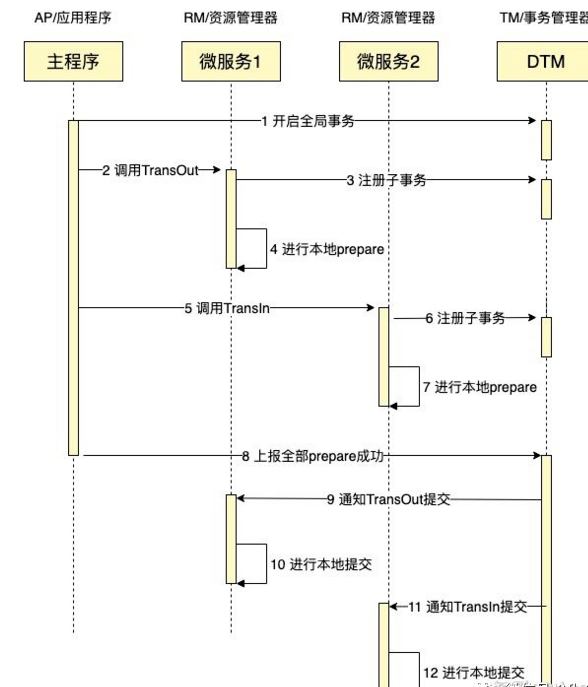 AP/应用程序
RM/资源管理器
RM/资源管理器
TM/事务管理器
主程序
微服务1
微服务2
DTM
1 开启全局事务
2 调用TransOut
3 注册子事务
4 进行本地prepare
5 调用TransIn
6 注册子事务
7 进行本地prepare
8 上报全部prepare成功
9 通知TransOut提交
10 进行本地提交
11 通知TransIn提交
12 进行本地提交